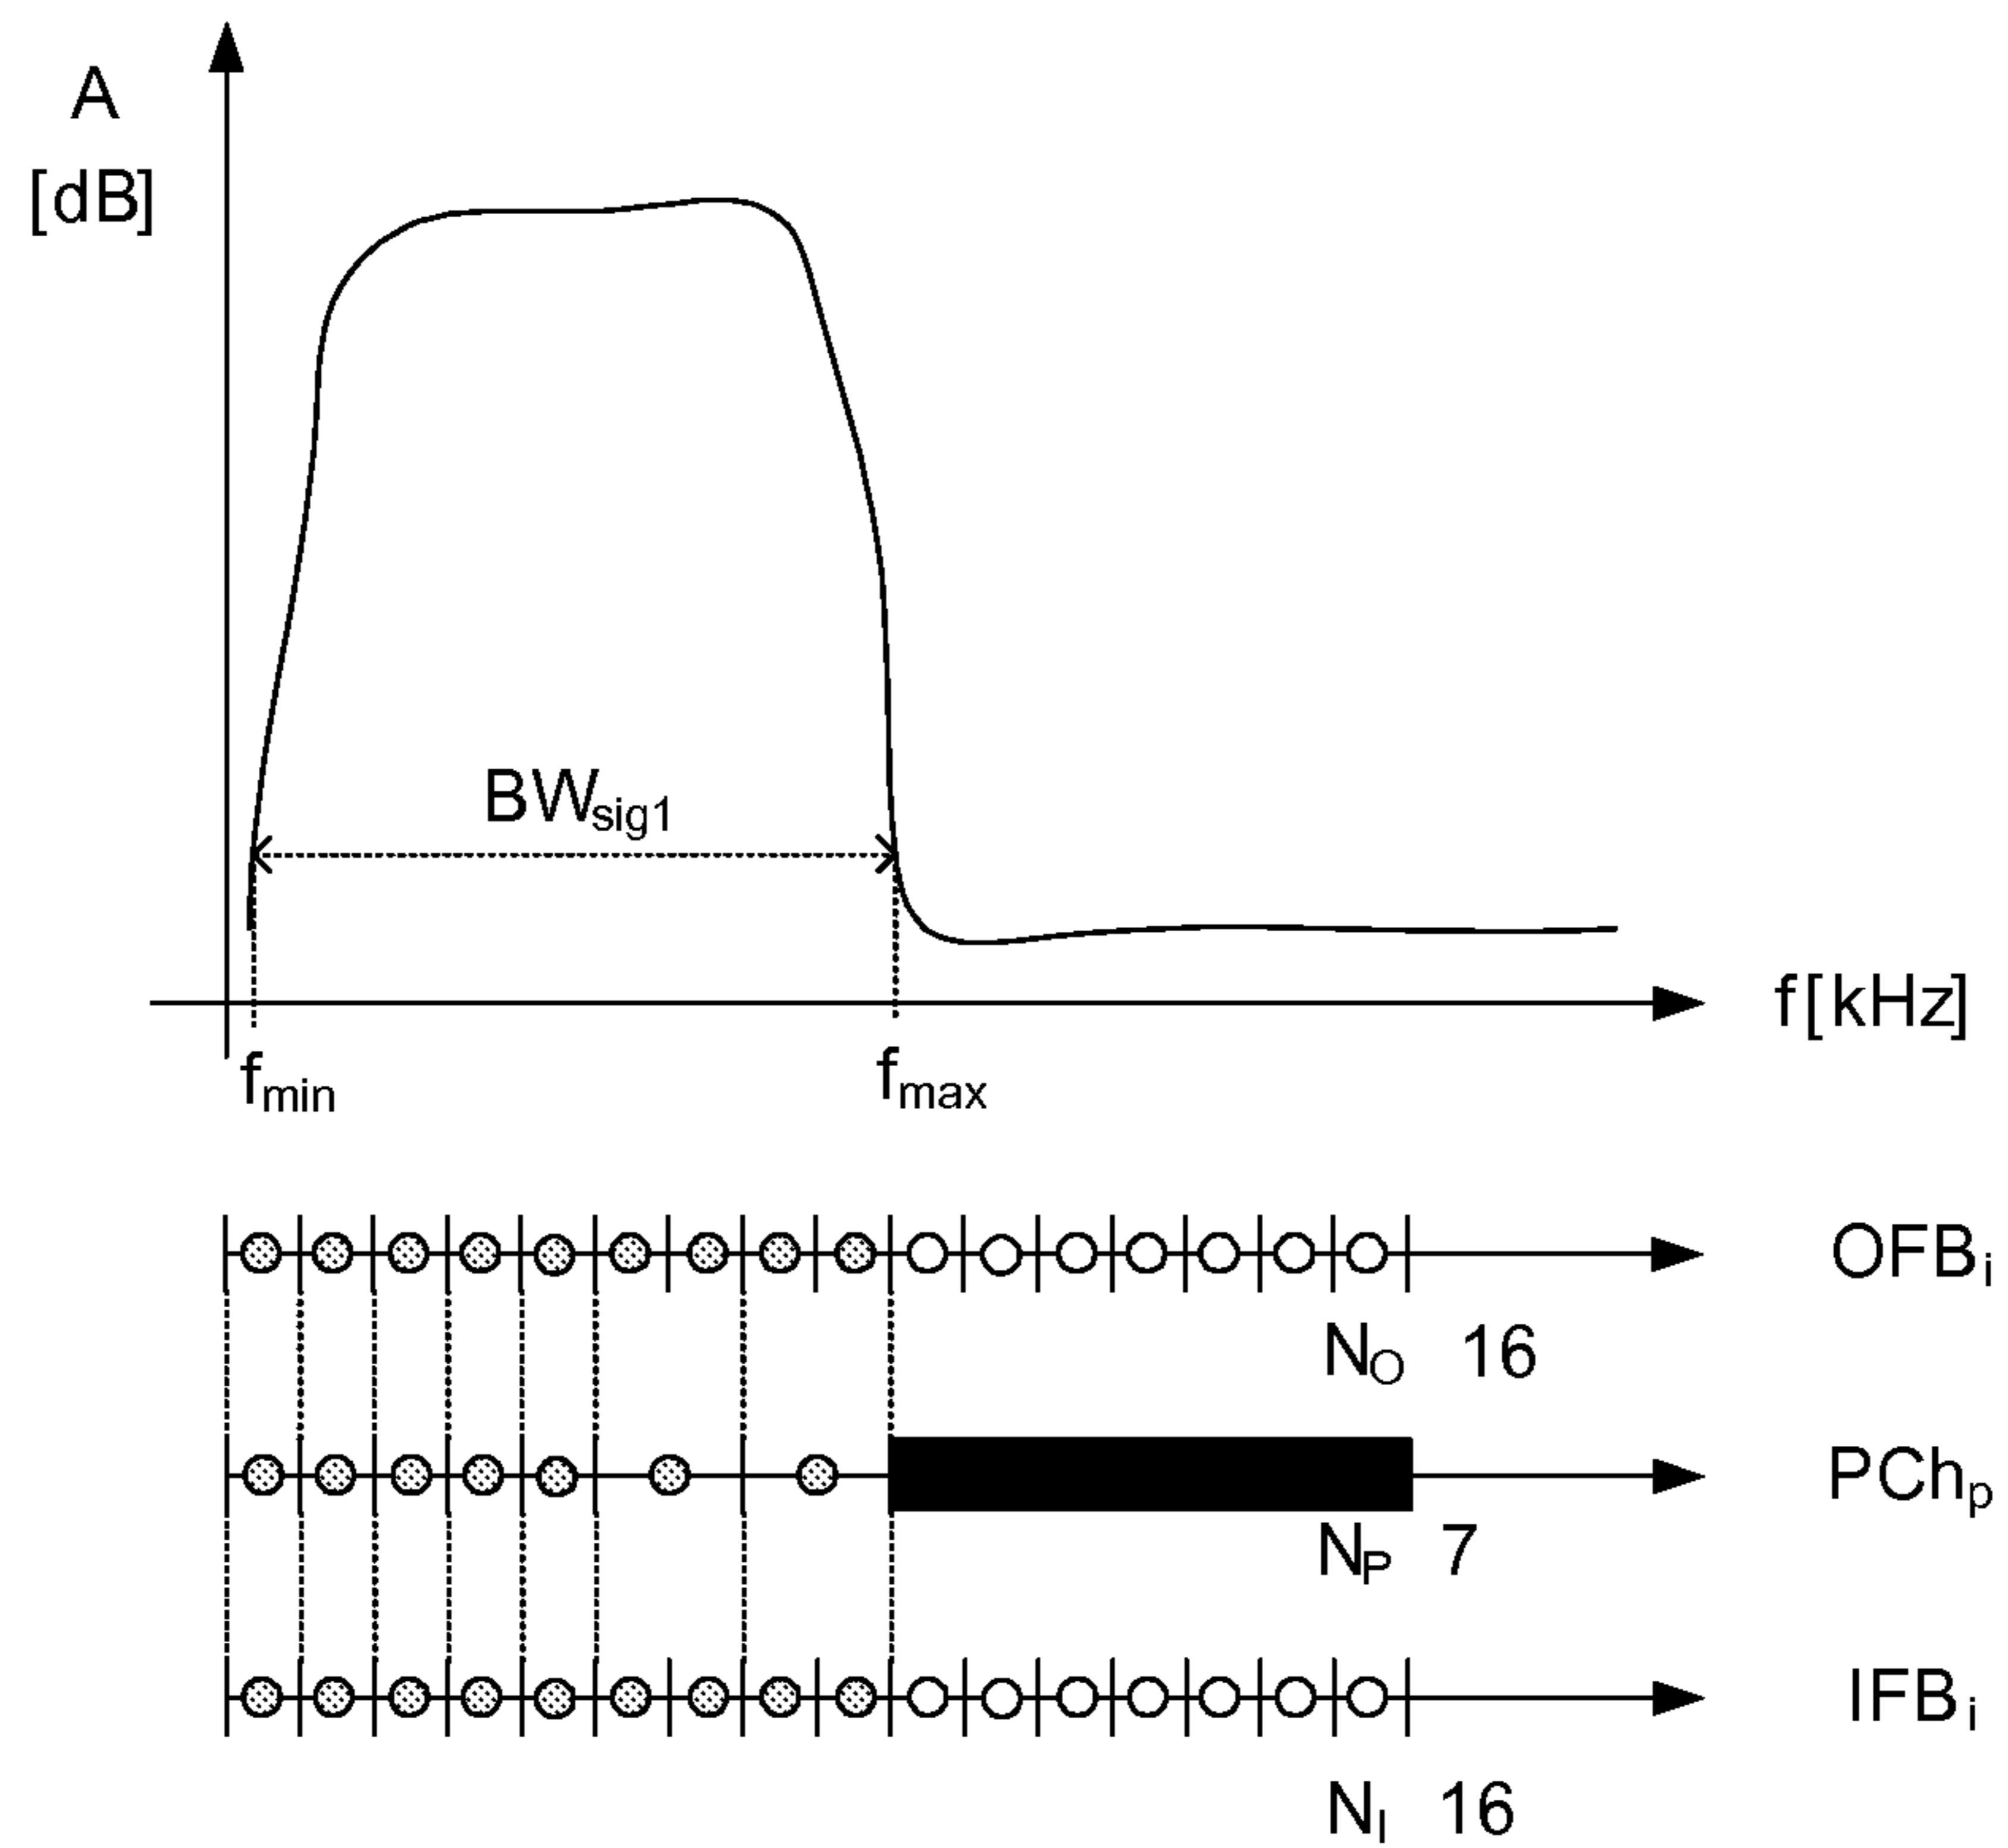 A
[dB]
BWsig1
f[kHz]
fmin
fmax
OFBi
NO 16
PChp
NP 7
IFBi
NI 16